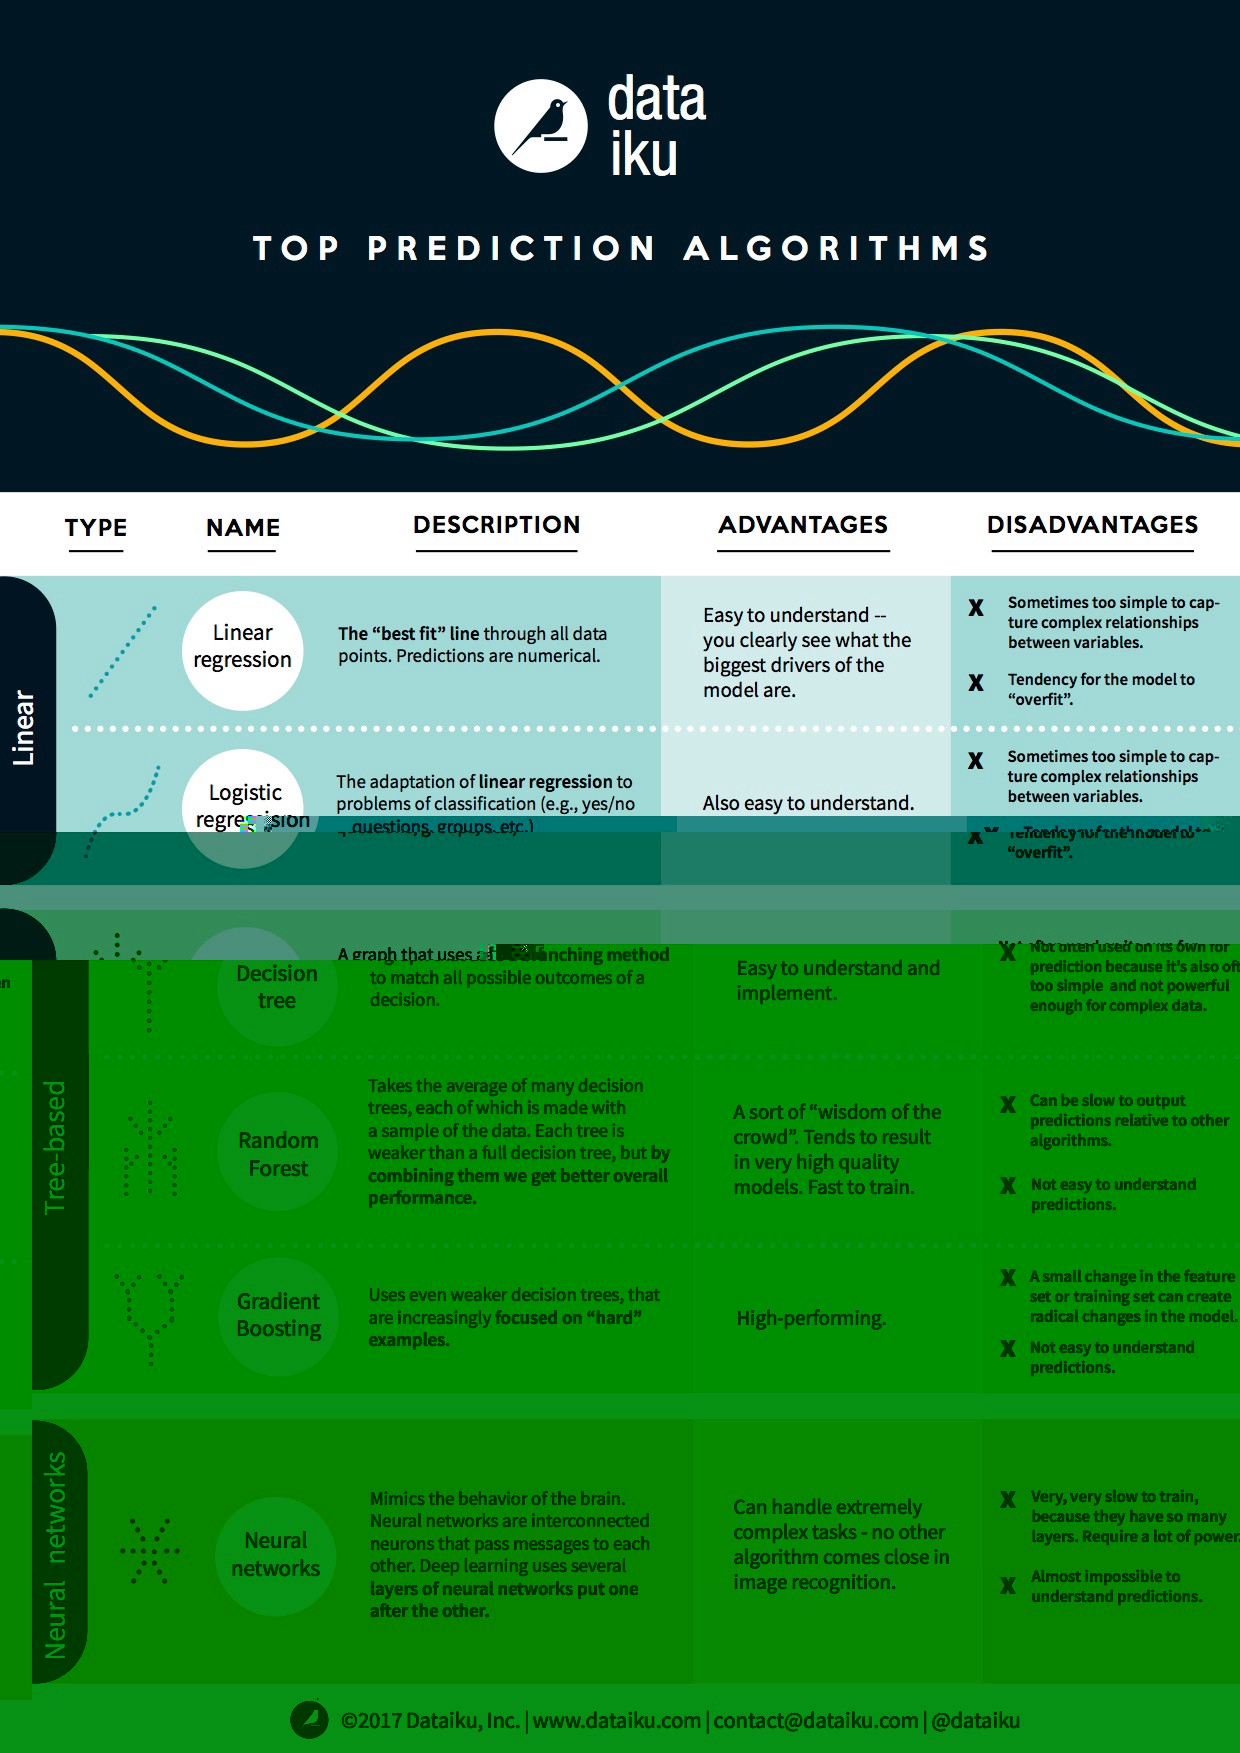 data
iku
TOP PREDICTION ALGORITHMS
TYPE
NAME
DESCRIPTION
ADVANTAGES
DISADVANTAGES
Linear
Linear
regression
The “best fit” line through all data
points. Predictions are numerical.
Easy to understand --
you clearly see what the
biggest drivers of the
model are.
X Sometimes too simple to cap-
ture complex relationships
between variables.
X Tendency for the model to
“overfit”.
Logistic
The adaptation of linear regression to
problems of classification (e.g., yes/no
questions, groups, etc.)
Also easy to understand.
X Sometimes too simple to cap-
ture complex relationships
between variables.
Tendency for the model to
“overfit”.
Tree-based
Decision
tree
A graph that uses method
to match all possible outcomes of a
decision.
Easy to understand and
implement.
X Not often used on its own for
prediction because it’s also
too simple and not powerful
enough for complex data.
Random
Forest
Takes the average of many decision
trees, each of which is made with
a sample of the data. Each tree is
weaker than a full decision tree, but by
combining them we get better overall
performance.
A sort of “wisdom of the
crowd”. Tends to result
in very high quality
models. Fast to train.
X Can be slow to output
predictions relative to other
algorithms.
X Not easy to understand
predictions.
Gradient
Boosting
Uses even weaker decision trees, that
are increasingly focused on “hard”
examples.
High-performing.
X A small change in the feature
set or training set can create
radical changes in the model.
X Not easy to understand
predictions.
Neural networks
Neural
networks
Mimics the behavior of the brain.
Neural networks are interconnected
neurons that pass messages to each
other. Deep learning uses several
layers of neural networks put one
after the other.
Can handle extremely
complex tasks - no other
algorithm comes close in
image recognition.
X Very, very slow to train,
because they have so many
layers. Require a lot of power.
X Almost impossible to
understand predictions.
©2017 Dataiku, Inc. | www.dataiku.com | contact@dataiku.com | @dataiku